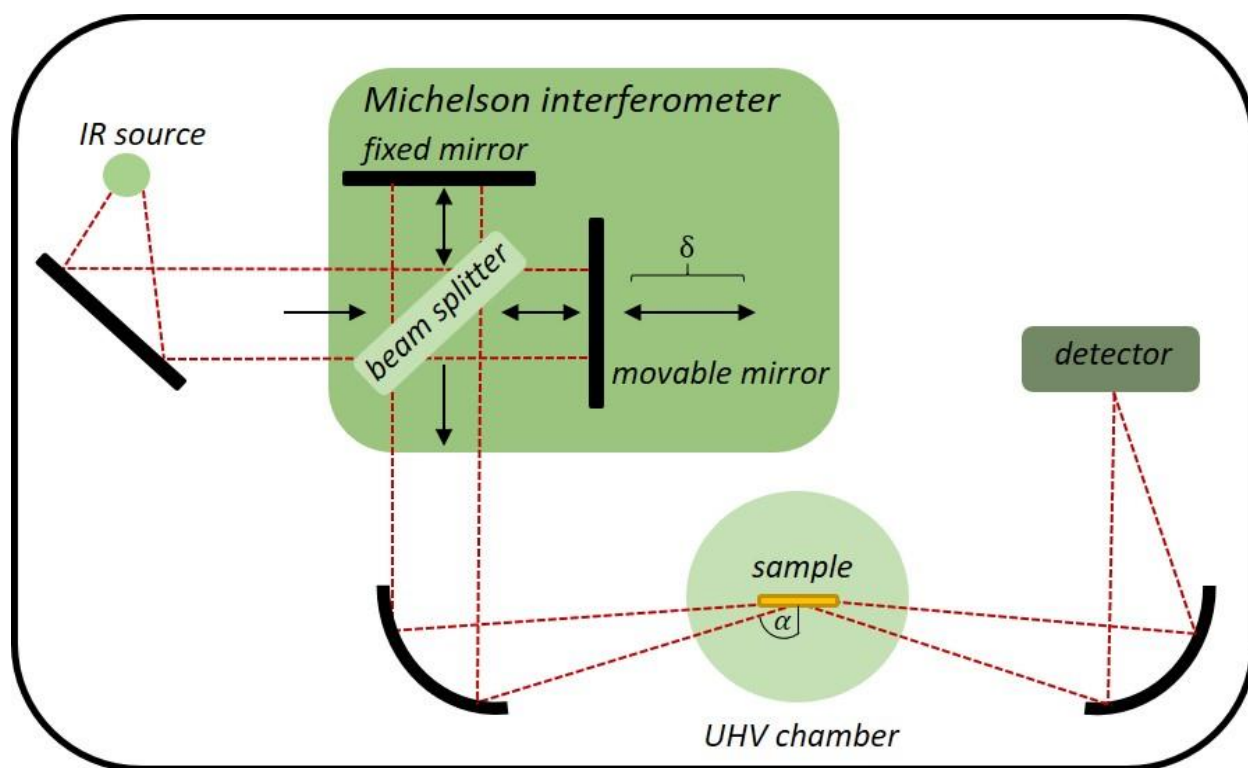 Michelson interferometer
IR source
fixed mirror
δ
beam splitter
movable mirror
detector
sample
α
UHV chamber